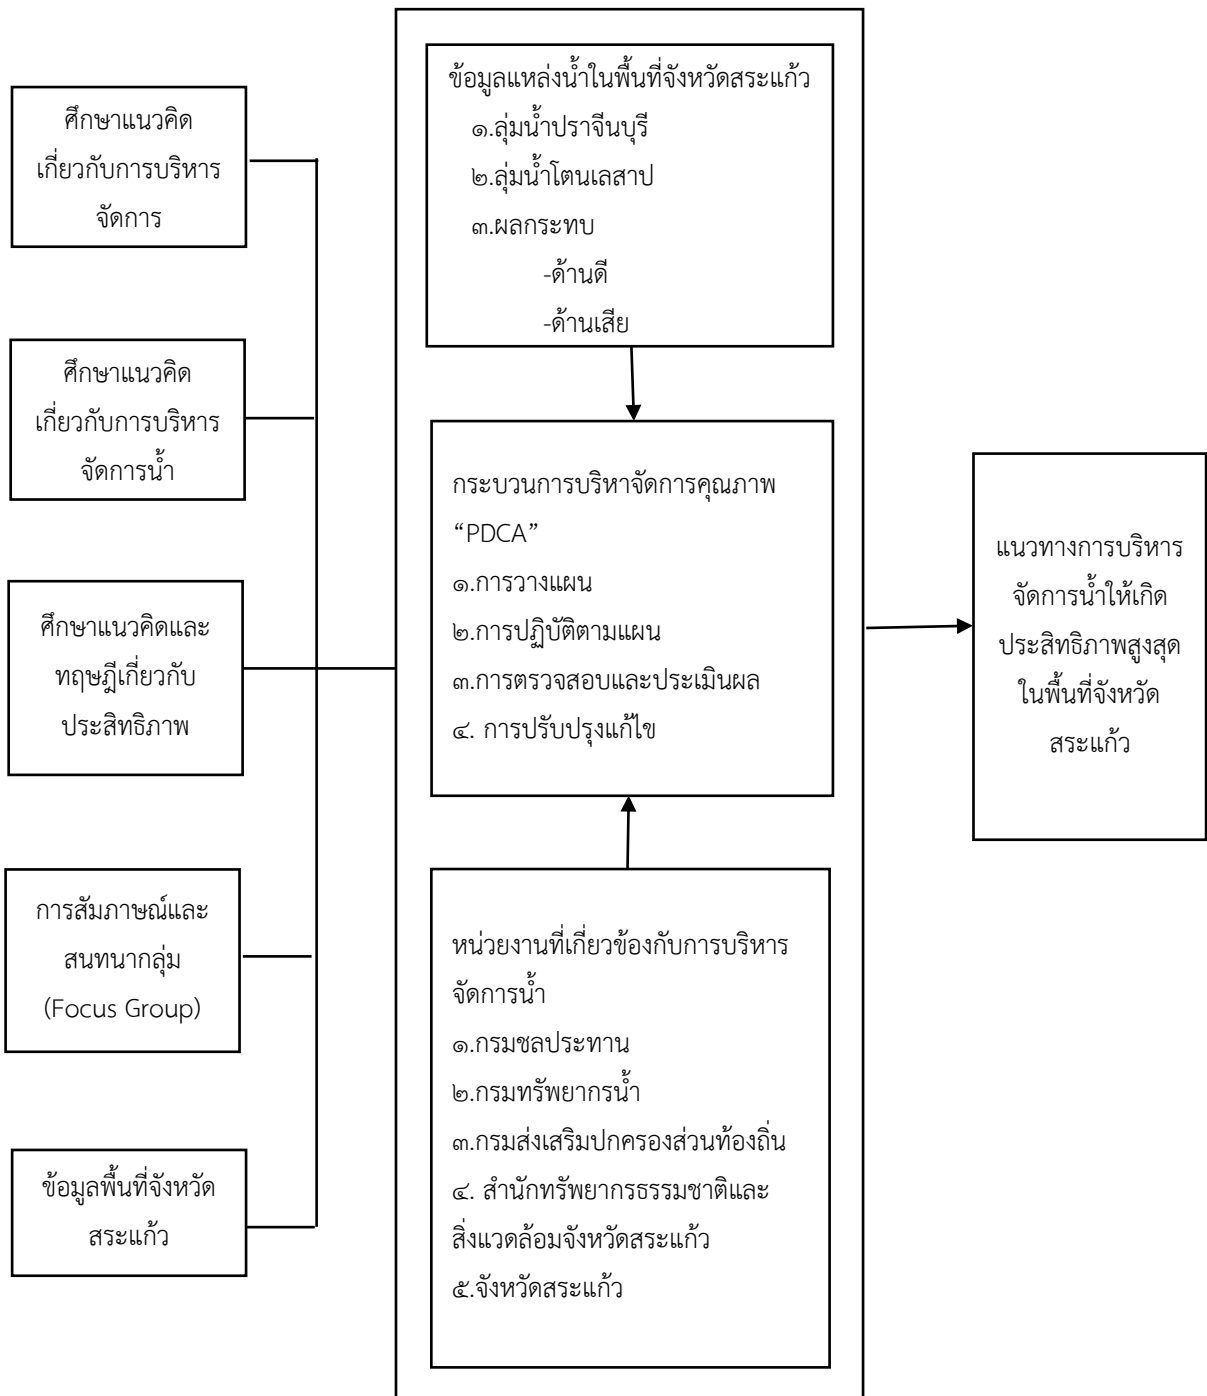 ศึกษาแนวคิด
เกี่ยวกับการบริหาร
จัดการ
ศึกษาแนวคิด
เกี่ยวกับการบริหาร
จัดการน้ำ
ศึกษาแนวคิดและ
ทฤษฎีเกี่ยวกับ
ประสิทธิภาพ
การสัมภาษณ์และ
สนทนากลุ่ม
(Focus Group)
ข้อมูลพื้นที่จังหวัด
สระแก้ว
ข้อมูลแหล่งน้ำในพื้นที่จังหวัดสระแก้ว
๑.ลุ่มน้ำปราจีนบุรี
๒.ลุ่มน้ำโตนเลสาป
๓.ผลกระทบ
-ด้านดี
-ด้านเสีย
กระบวนการบริหาจัดการคุณภาพ
“PDCA”
๑.การวางแผน
๒.การปฏิบัติตามแผน
๓.การตรวจสอบและประเมินผล
๔. การปรับปรุงแก้ไข
หน่วยงานที่เกี่ยวข้องกับการบริหาร
จัดการน้ำ
๑.กรมชลประทาน
๒.กรมทรัพยากรน้ำ
๓.กรมส่งเสริมปกครองส่วนท้องถิ่น
๔. สำนักทรัพยากรธรรมชาติและ
สิ่งแวดล้อมจังหวัดสระแก้ว
๕.จังหวัดสระแก้ว
แนวทางการบริหาร
จัดการน้ำให้เกิด
ประสิทธิภาพสูงสุด
ในพื้นที่จังหวัด
สระแก้ว